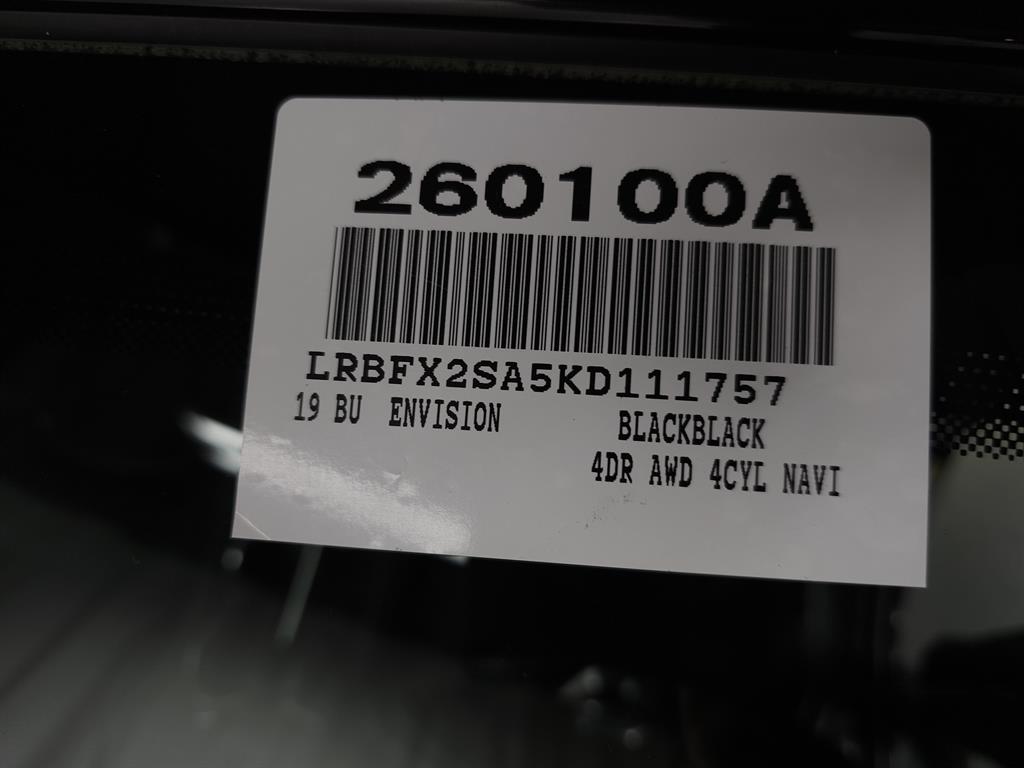 260100A
LRBFX2SA5KD111757
19 BU ENVISION BLACKBLACK
4DR AWD 4CYL NAVI